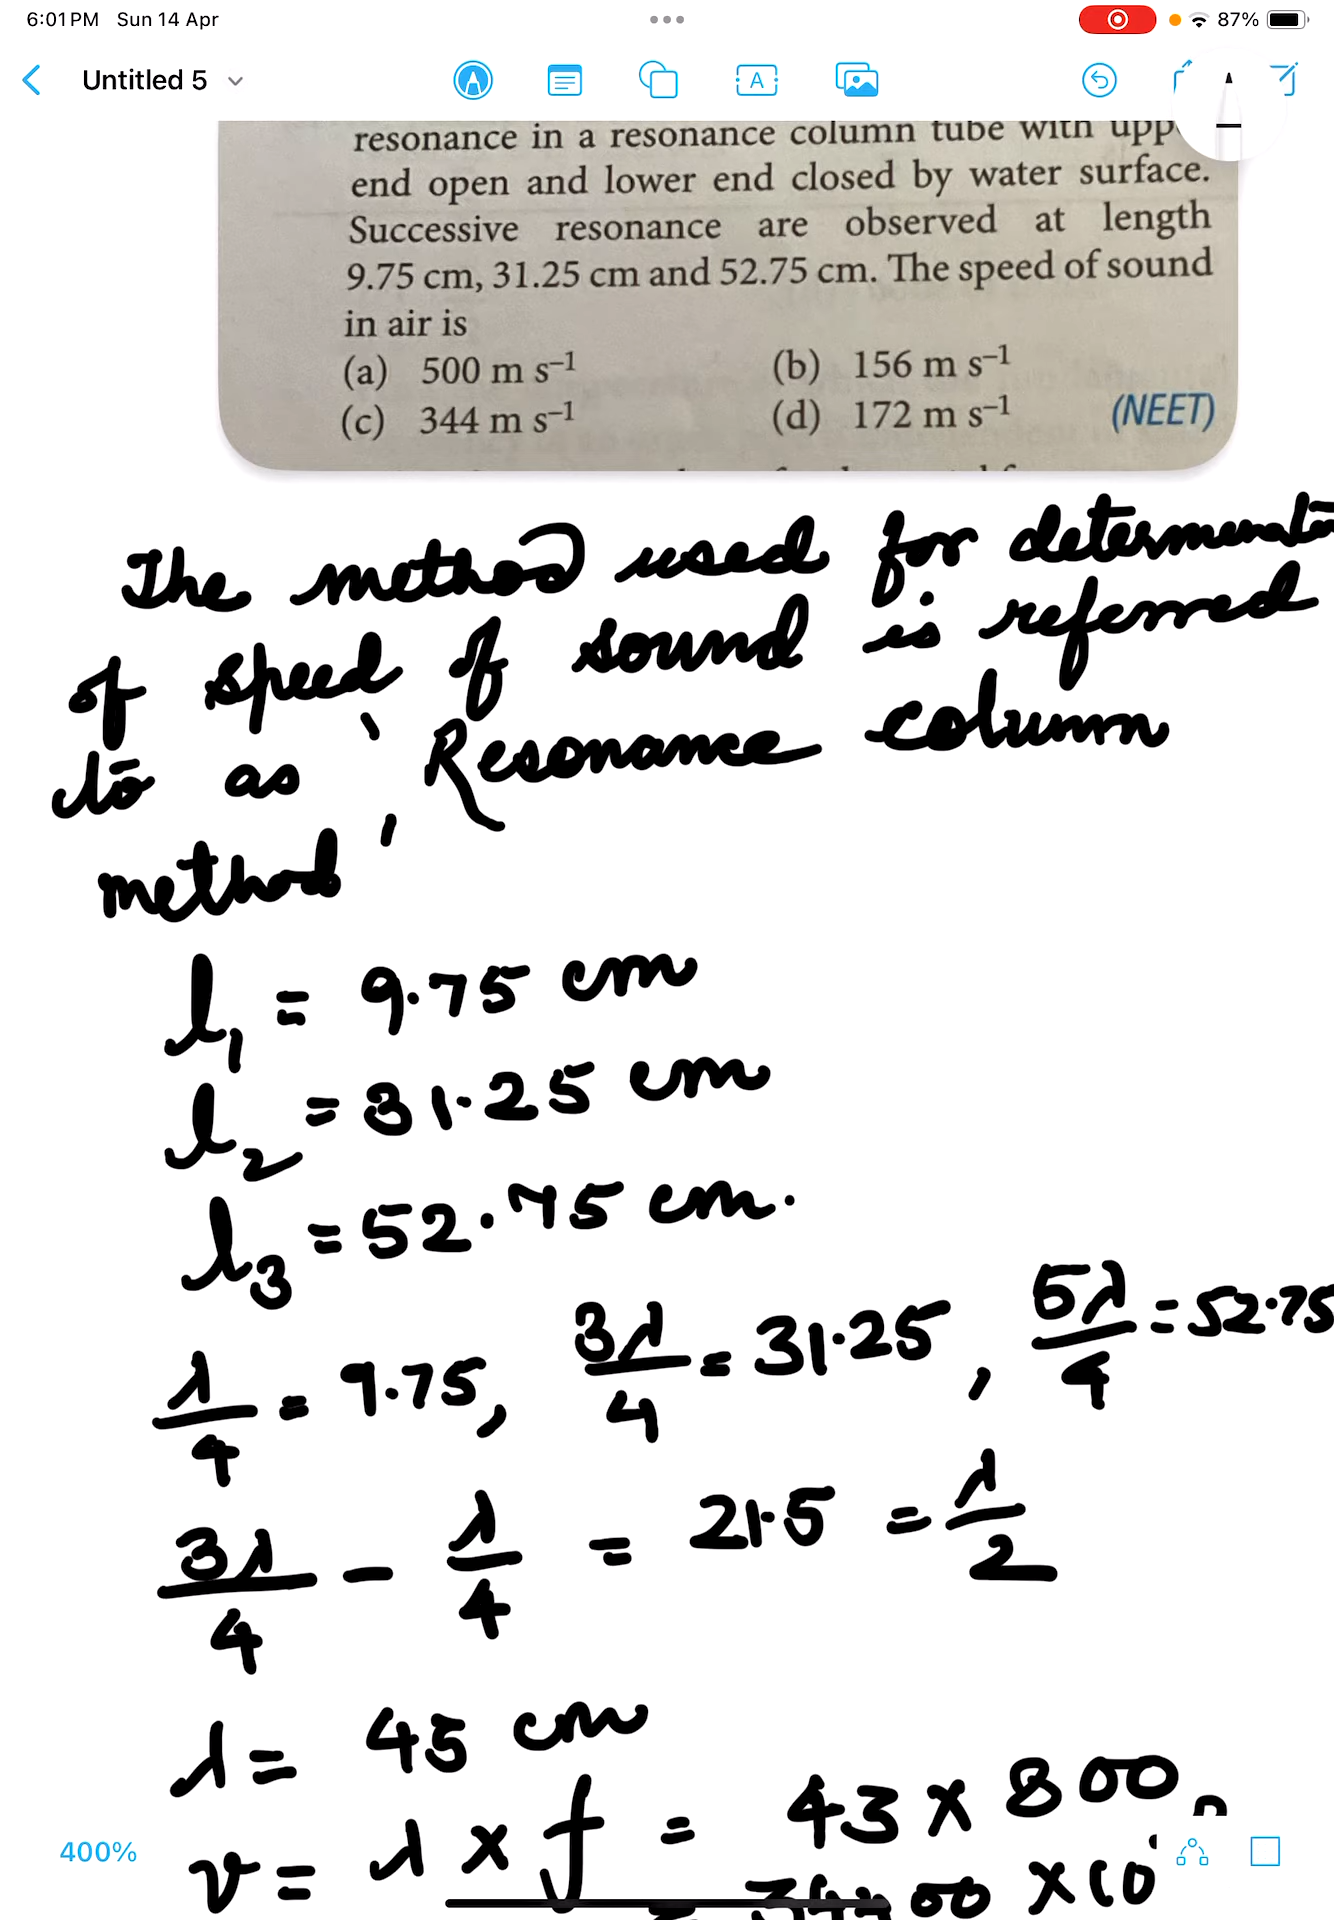 6:01 PM Sun 14 Apr
87%
Untitled 5
A
resonance in a resonance column tube with
end open and lower end closed by water surface.
Successive resonance are observed at length
9.75 cm, 31.25 cm and 52.75 cm. The speed of sound
in air is
(a) 500 m s⁻¹ (b) 156 m s⁻¹
(c) 344 m s⁻¹ (d) 172 m s⁻¹ (NEET)
The method used for
of speed of sound is referred
to as 'Resonance column
method'
l₁ = 9.75 cm
l₂ = 31.25 cm
l₃ = 52.75 cm.
λ/4 = 9.75, 3λ/4 = 31.25, 5λ/4 = 52.75
3λ/4 - λ/4 = 21.5 = λ/2
λ = 43 cm
v = λ x f = 43 x 800
400%